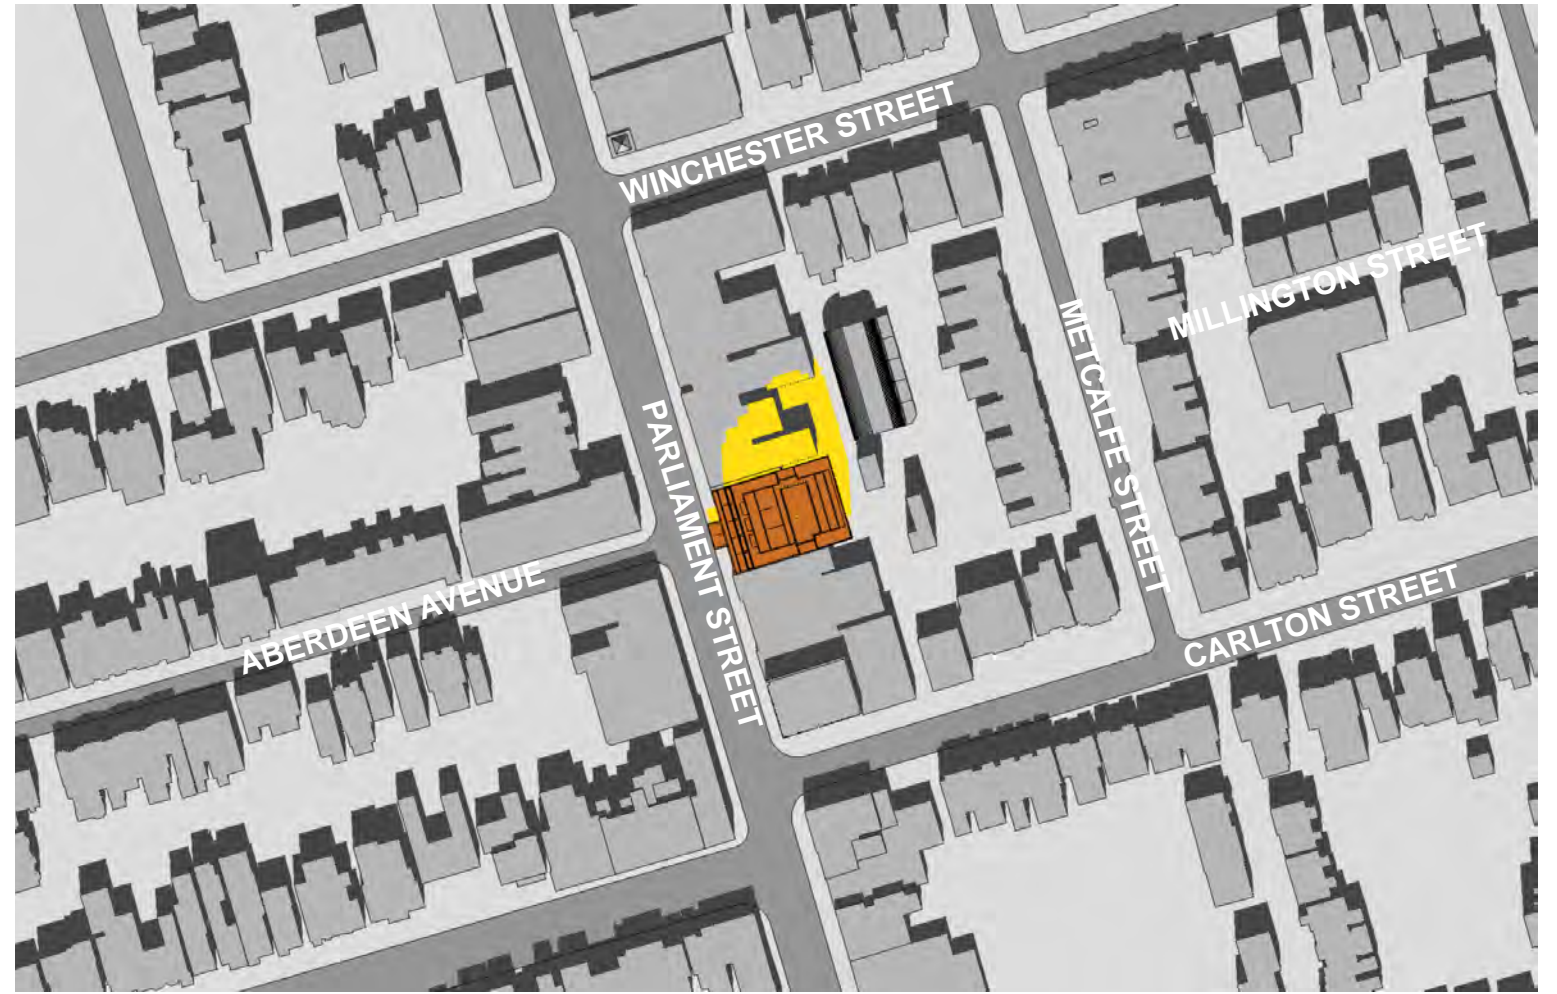 WINCHESTER STREET
MILLINGTON STREET
METCALFE STREET
PARLIAMENT STREET
ABERDEEN AVENUE
CARLTON STREET